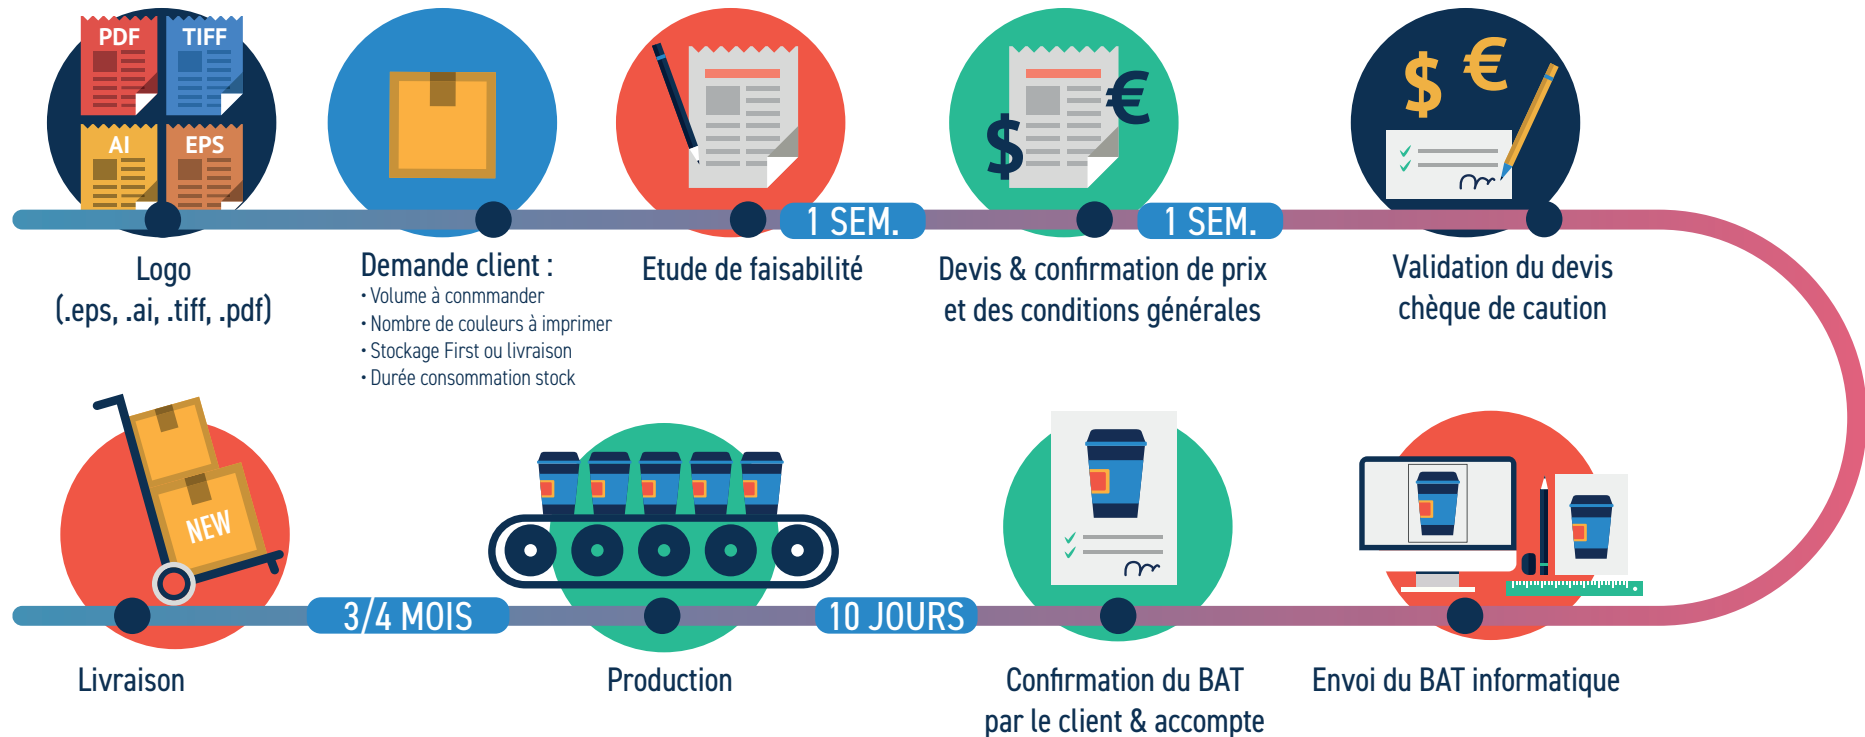 PDF
TIFF
AI
EPS
$ €
$ €
1 SEM.
1 SEM.
Logo
(.eps, .ai, .tiff, .pdf)
Demande client :
• Volume à conmmander
• Nombre de couleurs à imprimer
• Stockage First ou livraison
• Durée consommation stock
Etude de faisabilité
Devis & confirmation de prix
et des conditions générales
Validation du devis
chèque de caution
NEW
3/4 MOIS
10 JOURS
Livraison
Production
Confirmation du BAT
par le client & accompte
Envoi du BAT informatique